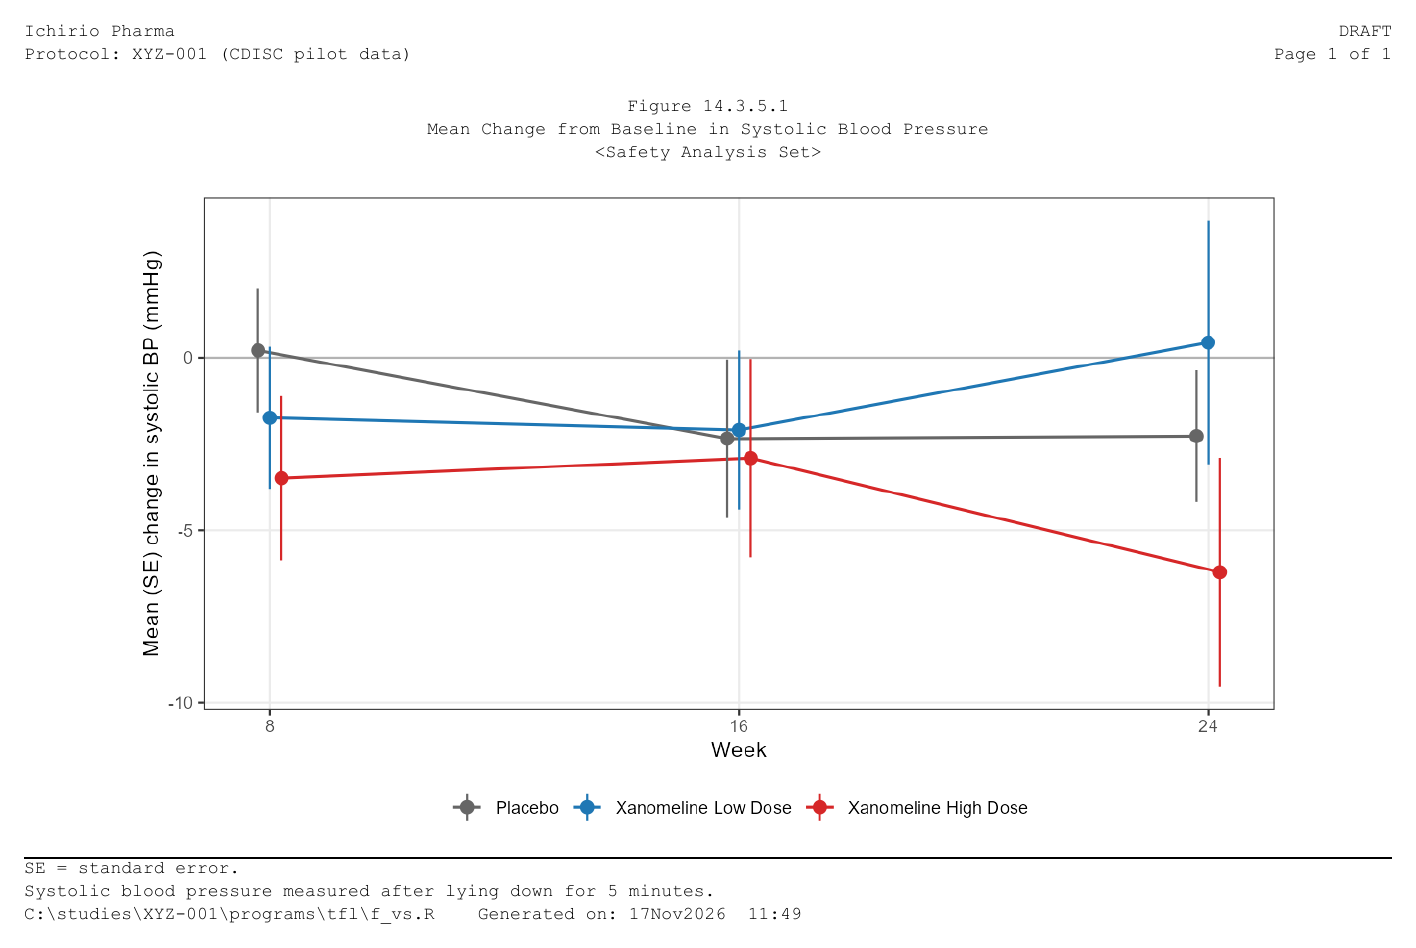 Ichirio Pharma DRAFT
Protocol: XYZ-001 (CDISC pilot data) Page 1 of 1
Figure 14.3.5.1
Mean Change from Baseline in Systolic Blood Pressure
<Safety Analysis Set>
Mean (SE) change in systolic BP (mmHg)
0
-5
-10
8 16 24
Week
Placebo Xanomeline Low Dose Xanomeline High Dose
SE = standard error.
Systolic blood pressure measured after lying down for 5 minutes.
C:\studies\XYZ-001\programs\tfl\f_vs.R Generated on: 17Nov2026 11:49